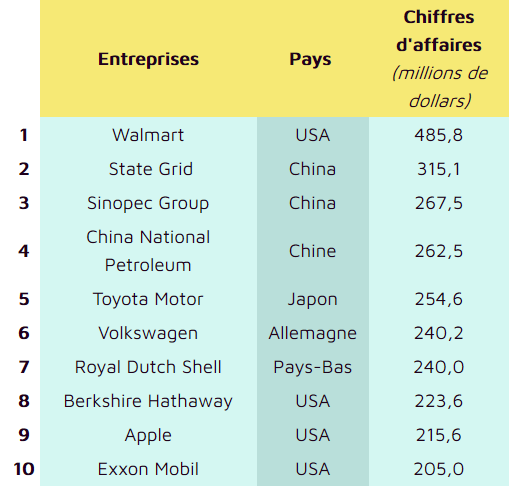 Entreprises Pays Chiffres
d'affaires
(millions de
dollars)
1 Walmart USA 485,8
2 State Grid China 315,1
3 Sinopec Group China 267,5
4 China National
Petroleum Chine 262,5
5 Toyota Motor Japon 254,6
6 Volkswagen Allemagne 240,2
7 Royal Dutch Shell Pays-Bas 240,0
8 Berkshire Hathaway USA 223,6
9 Apple USA 215,6
10 Exxon Mobil USA 205,0